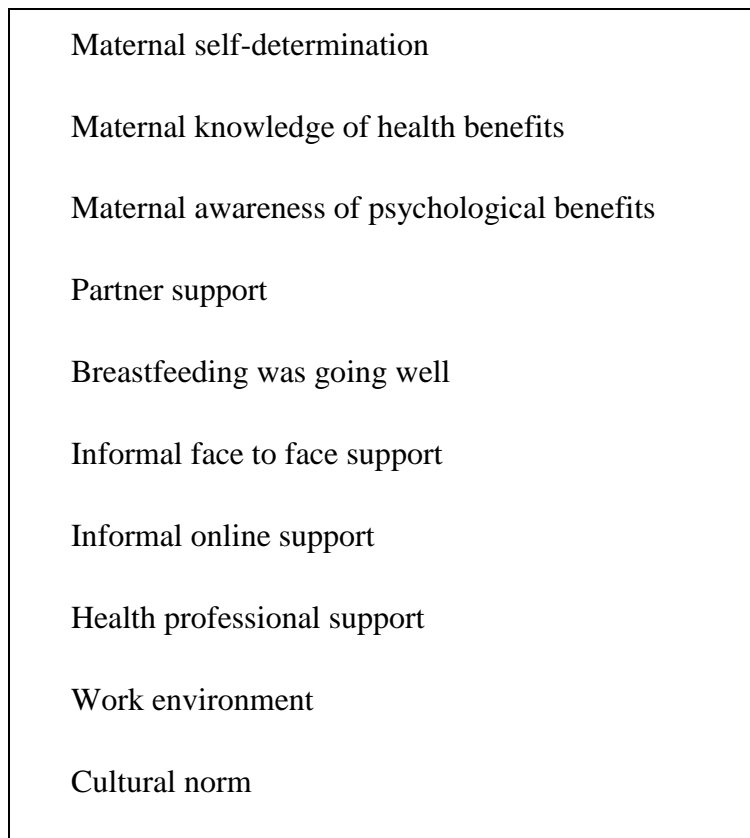 Maternal self-determination
Maternal knowledge of health benefits
Maternal awareness of psychological benefits
Partner support
Breastfeeding was going well
Informal face to face support
Informal online support
Health professional support
Work environment
Cultural norm